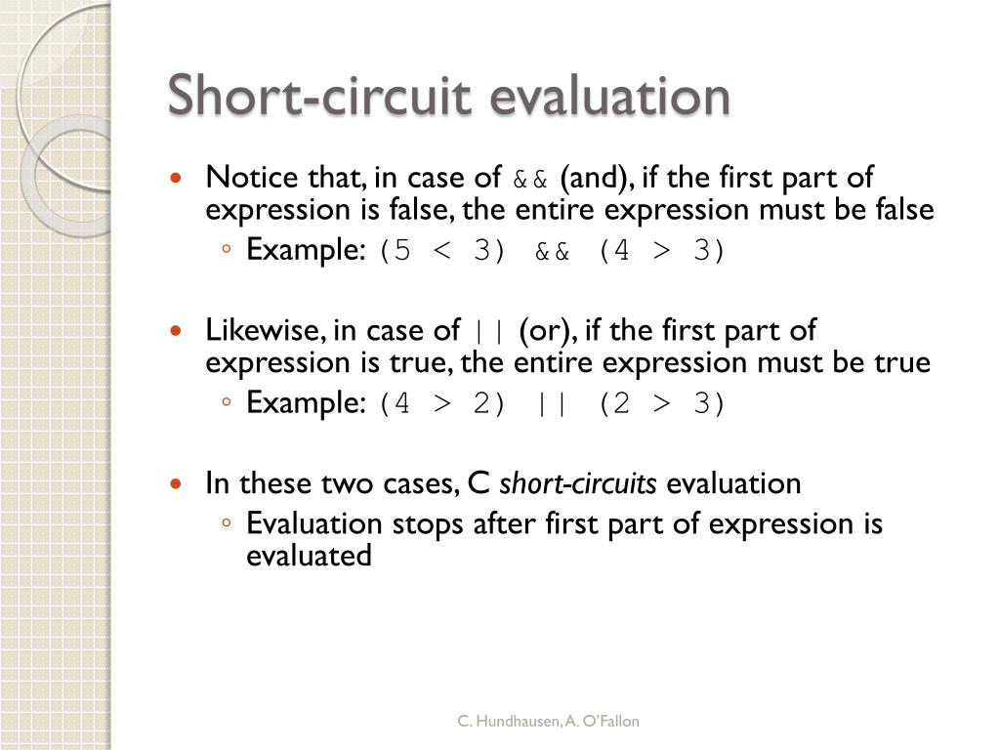 Short-circuit evaluation
• Notice that, in case of && (and), if the first part of
expression is false, the entire expression must be false
◦ Example: (5 < 3) && (4 > 3)
• Likewise, in case of || (or), if the first part of
expression is true, the entire expression must be true
◦ Example: (4 > 2) || (2 > 3)
• In these two cases, C short-circuits evaluation
◦ Evaluation stops after first part of expression is
evaluated
C. Hundhausen, A. O’Fallon